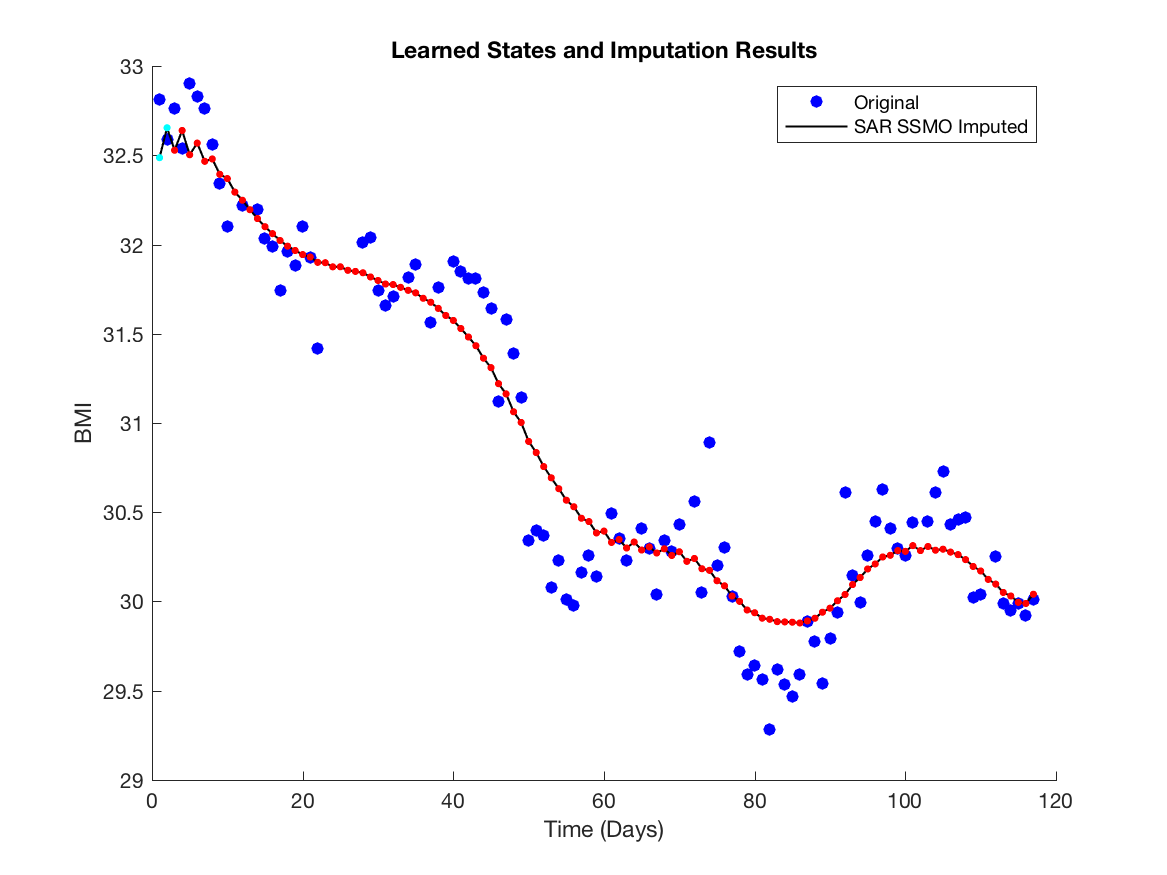 Learned States and Imputation Results
Original
SAR SSMO Imputed
BMI
33
32.5
32
31.5
31
30.5
30
29.5
29
0 20 40 60 80 100 120
Time (Days)